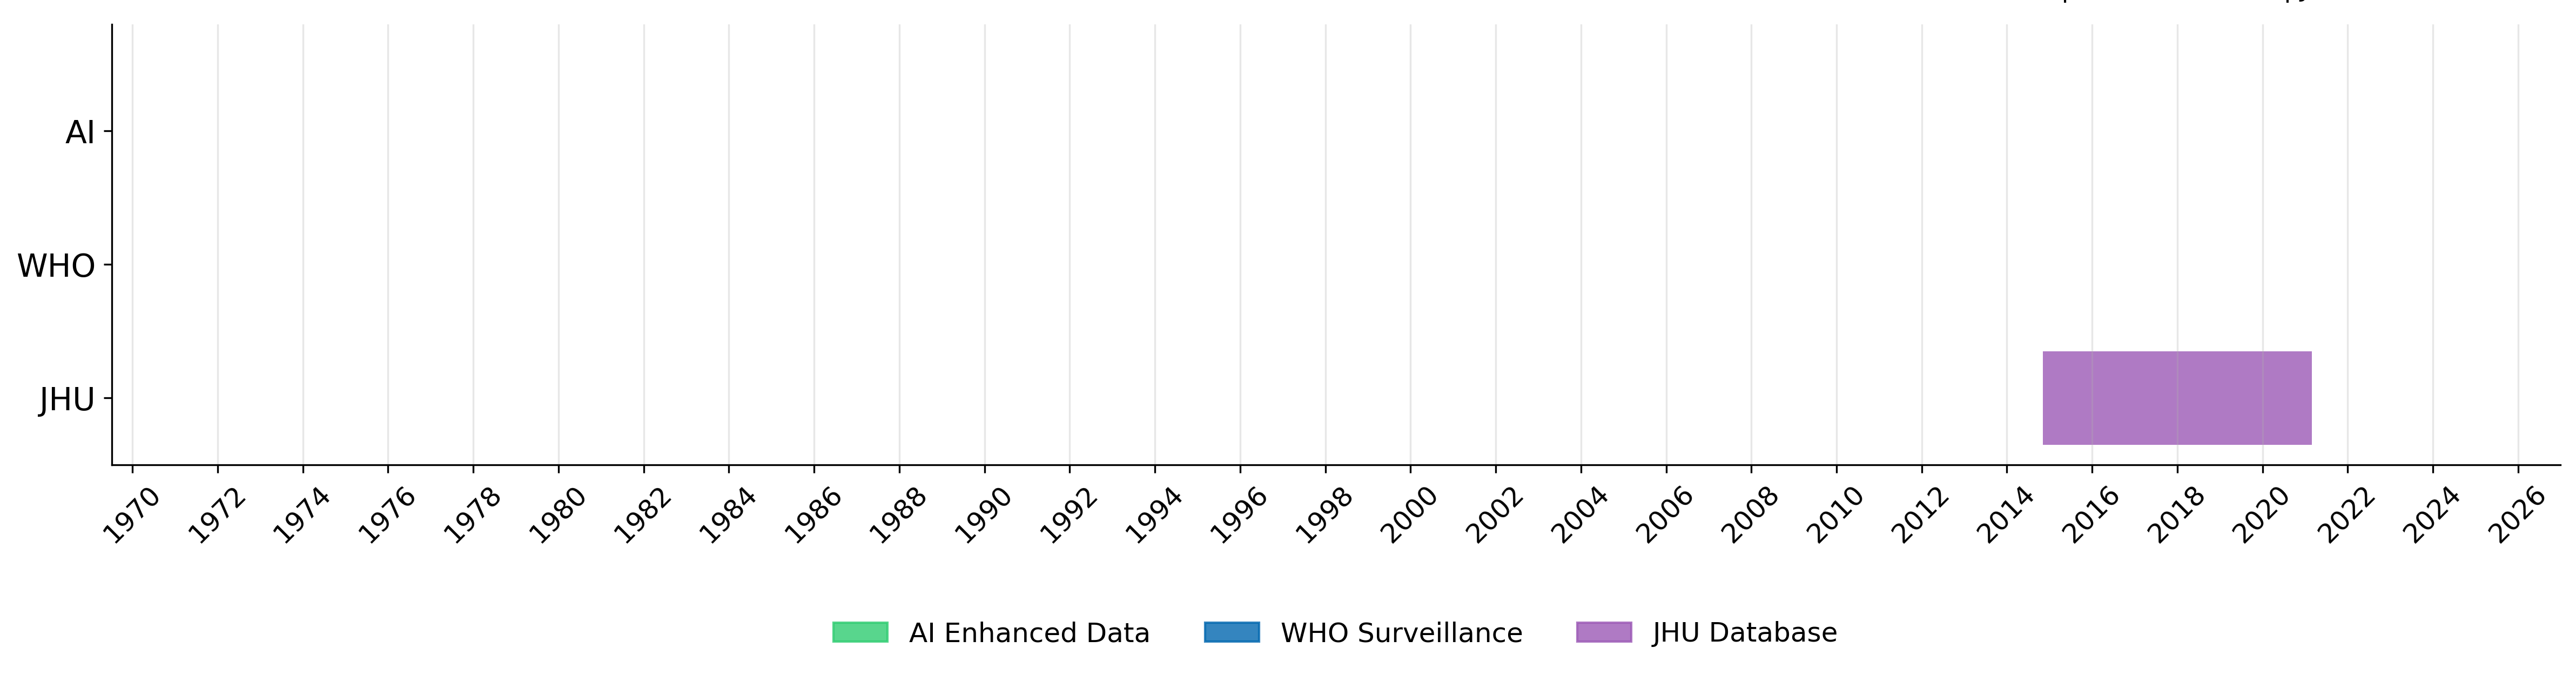 AI
WHO
JHU
1970 1972 1974 1976 1978 1980 1982 1984 1986 1988 1990 1992 1994 1996 1998 2000 2002 2004 2006 2008 2010 2012 2014 2016 2018 2020 2022 2024 2026
AI Enhanced Data WHO Surveillance JHU Database